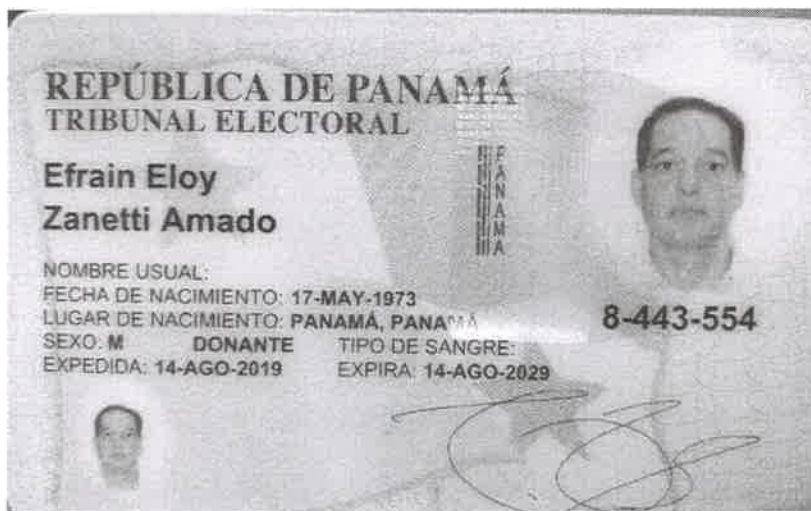 REPÚBLICA DE PANAMÁ
TRIBUNAL ELECTORAL
Efrain Eloy
Zanetti Amado
PANAMA
NOMBRE USUAL:
FECHA DE NACIMIENTO: 17-MAY-1973
LUGAR DE NACIMIENTO: PANAMÁ, PANAMÁ
SEXO: M DONANTE TIPO DE SANGRE:
EXPEDIDA: 14-AGO-2019 EXPIRA: 14-AGO-2029
8-443-554